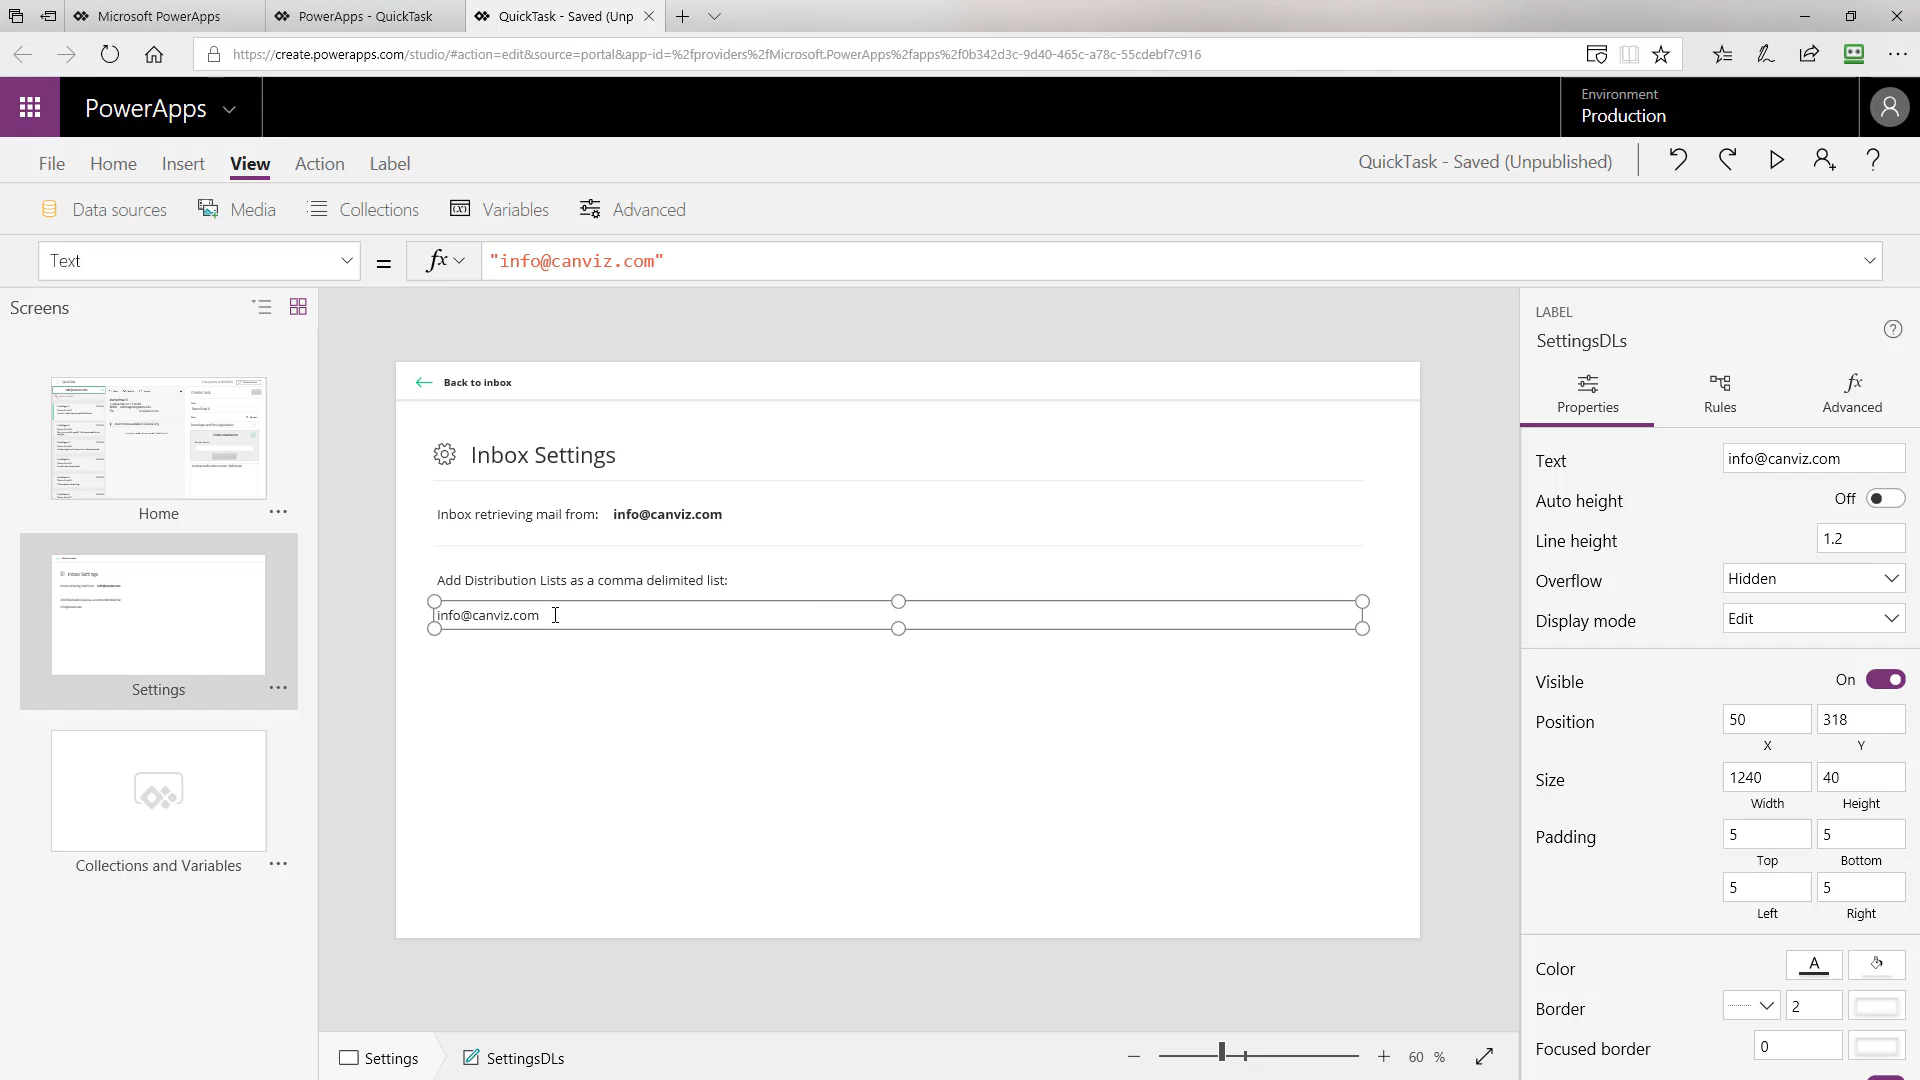 Microsoft PowerApps
PowerApps - QuickTask
QuickTask - Saved (Unp
https://create.powerapps.com/studio/#action=edit&source=portal&app-id=%2fproviders%2fMicrosoft.PowerApps%2fapps%2f0b342d3c-9d40-465c-a78c-55cdebf7c916
PowerApps
Environment
Production
File Home Insert View Action Label
QuickTask - Saved (Unpublished)
Data sources Media Collections Variables Advanced
Text = fx "info@canviz.com"
Screens
Home
Settings
Collections and Variables
Back to inbox
Inbox Settings
Inbox retrieving mail from: info@canviz.com
Add Distribution Lists as a comma delimited list:
info@canviz.com
Settings SettingsDLs
60 %
LABEL
SettingsDLs
Properties Rules Advanced
Text info@canviz.com
Auto height Off
Line height 1.2
Overflow Hidden
Display mode Edit
Visible On
Position 50 318
X Y
Size 1240 40
Width Height
Padding 5 5
Top Bottom
5 5
Left Right
Color A
Border 2
Focused border 0